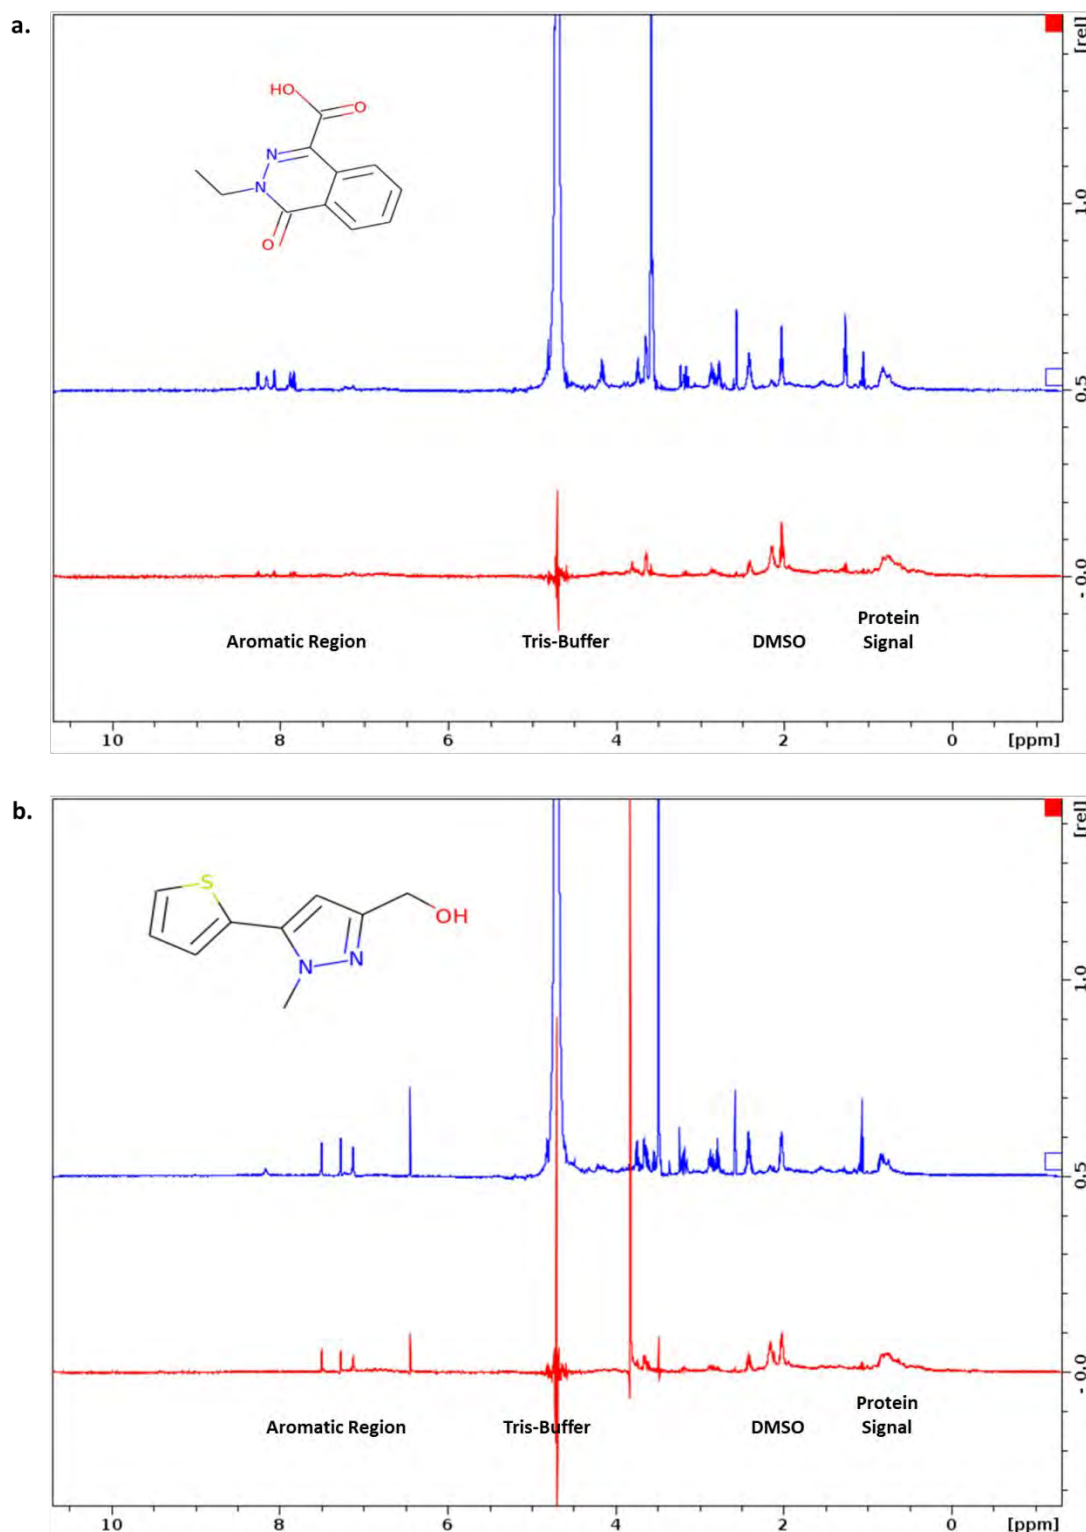 a.
[rel]
HO
O
N
N
O
1.0
0.5
- 0.0
Aromatic Region
Tris-Buffer
DMSO
Protein
Signal
10
8
6
4
2
0
[ppm]
b.
[rel]
S
OH
N
N
1.0
0.5
- 0.0
Aromatic Region
Tris-Buffer
DMSO
Protein
Signal
10
8
6
4
2
0
[ppm]